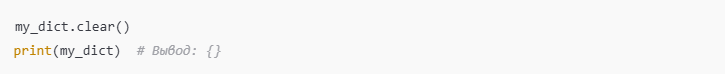 my_dict.clear()
print(my_dict)  # Вывод: {}